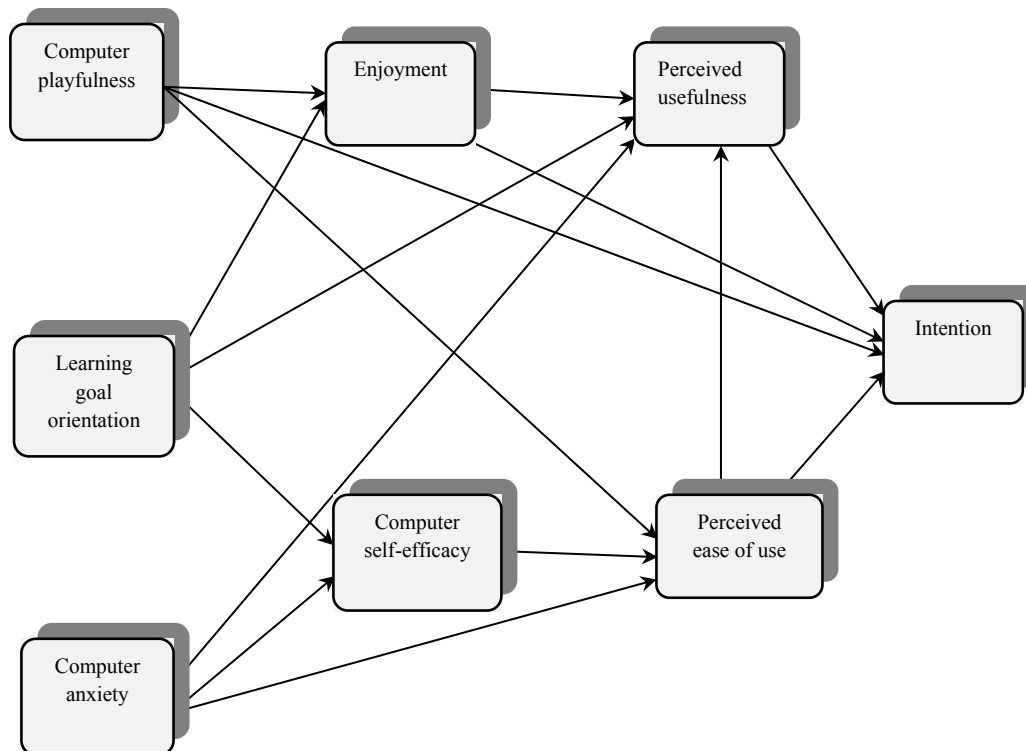 Computer
playfulness
Enjoyment
Perceived
usefulness
Learning
goal
orientation
Intention
Computer
self-efficacy
Perceived
ease of use
Computer
anxiety